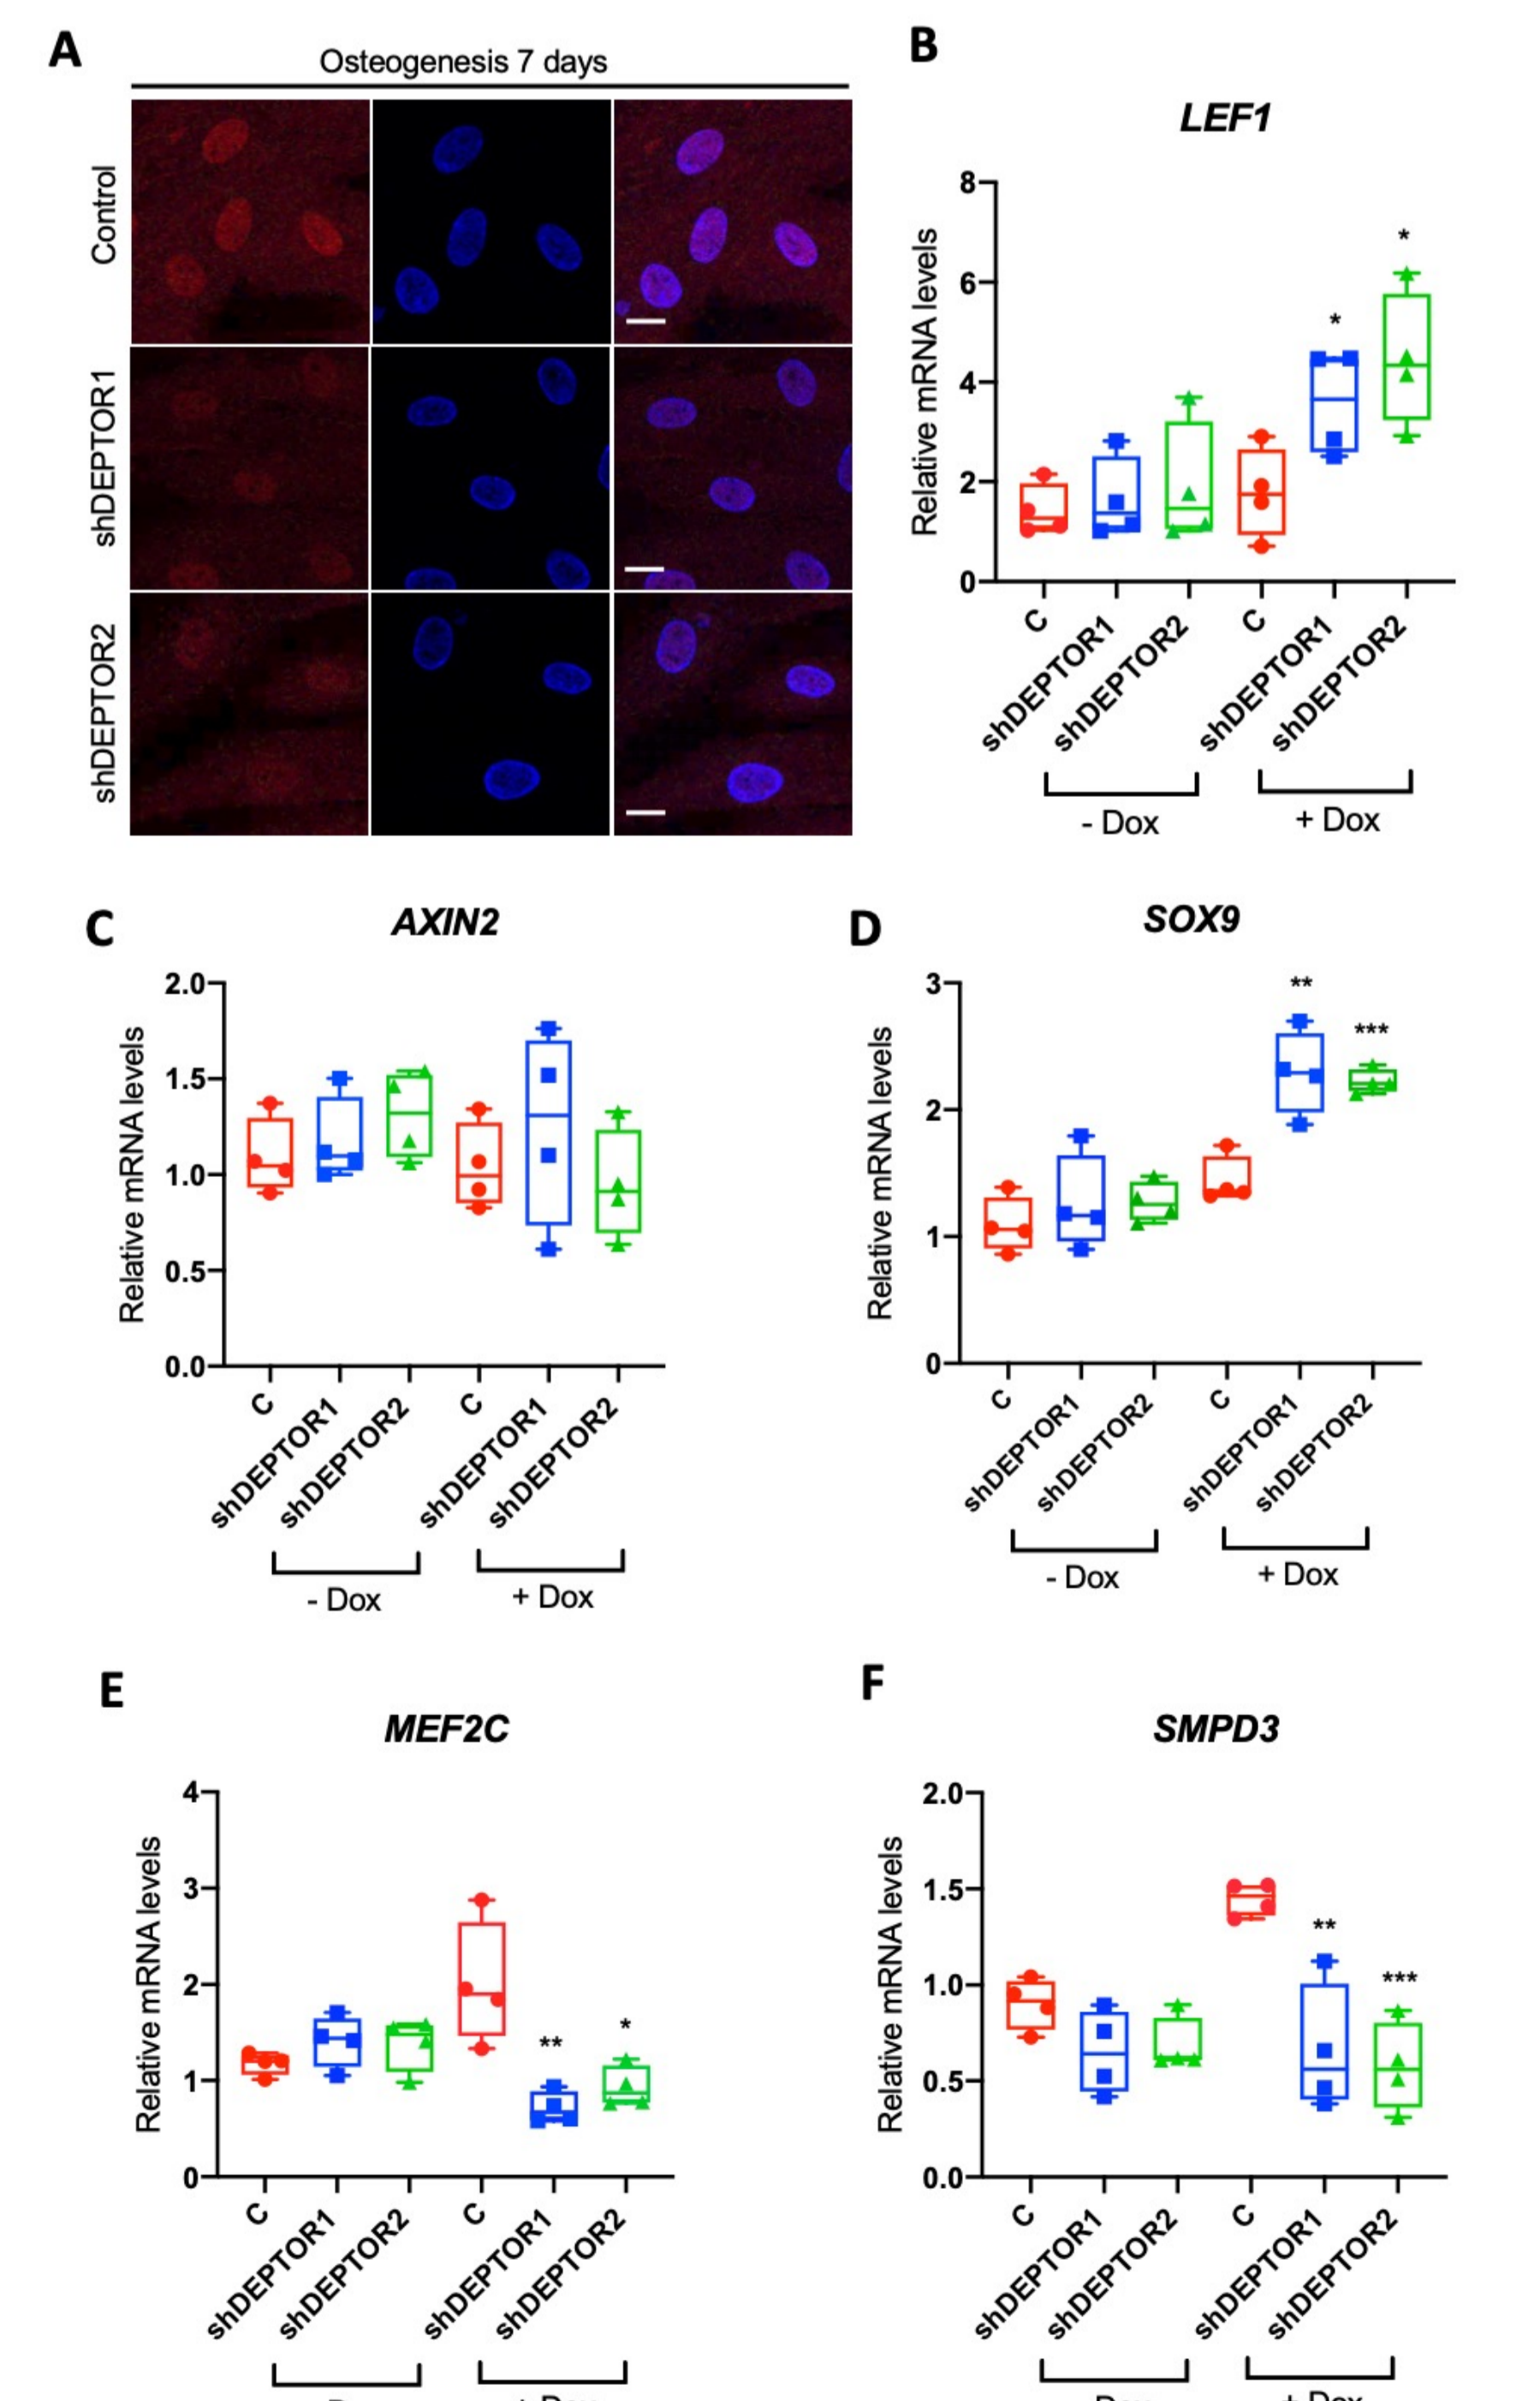 A
Osteogenesis 7 days
Control
shDEPTOR1
shDEPTOR2
B
LEF1
Relative mRNA levels
8
6
4
2
0
*
*
C
shDEPTOR1
shDEPTOR2
C
shDEPTOR1
shDEPTOR2
- Dox
+ Dox
C
AXIN2
Relative mRNA levels
2.0
1.5
1.0
0.5
0.0
C
shDEPTOR1
shDEPTOR2
C
shDEPTOR1
shDEPTOR2
- Dox
+ Dox
D
SOX9
Relative mRNA levels
3
2
1
0
**
***
C
shDEPTOR1
shDEPTOR2
C
shDEPTOR1
shDEPTOR2
- Dox
+ Dox
E
MEF2C
Relative mRNA levels
4
3
2
1
0
**
*
C
shDEPTOR1
shDEPTOR2
C
shDEPTOR1
shDEPTOR2
F
SMPD3
Relative mRNA levels
2.0
1.5
1.0
0.5
0.0
**
***
C
shDEPTOR1
shDEPTOR2
C
shDEPTOR1
shDEPTOR2